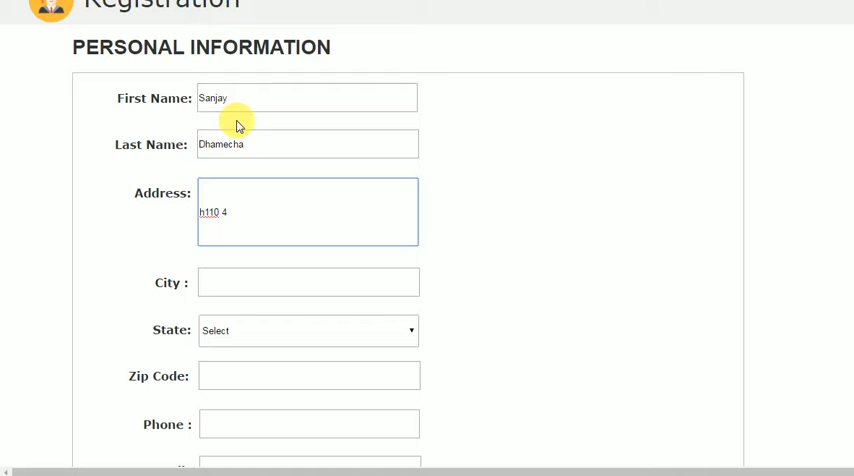 Registration
PERSONAL INFORMATION
First Name: Sanjay
Last Name: Dhamecha
Address: h110 4
City :
State: Select
Zip Code:
Phone :